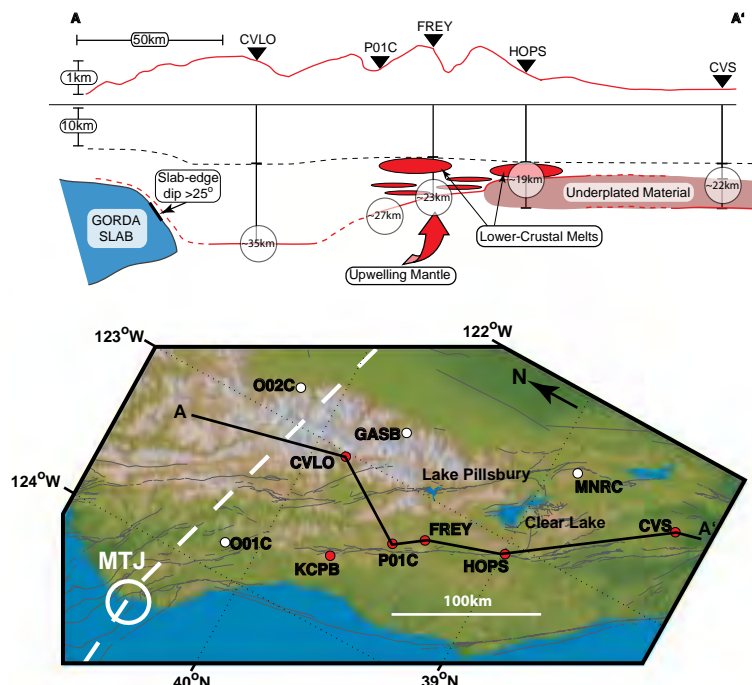 A
A'
50km
FREY
CVLO
P01C
HOPS
CVS
1km
10km
Slab-edge
dip >25°
GORDA
SLAB
~35km
~27km
~23km
~19km
~22km
Underplated Material
Lower-Crustal Melts
Upwelling Mantle
123°W
122°W
N
O02C
A
GASB
CVLO
Lake Pillsbury
MNRC
124°W
Clear Lake
CVS
A'
O01C
FREY
P01C
HOPS
KCPB
MTJ
100km
40°N
39°N